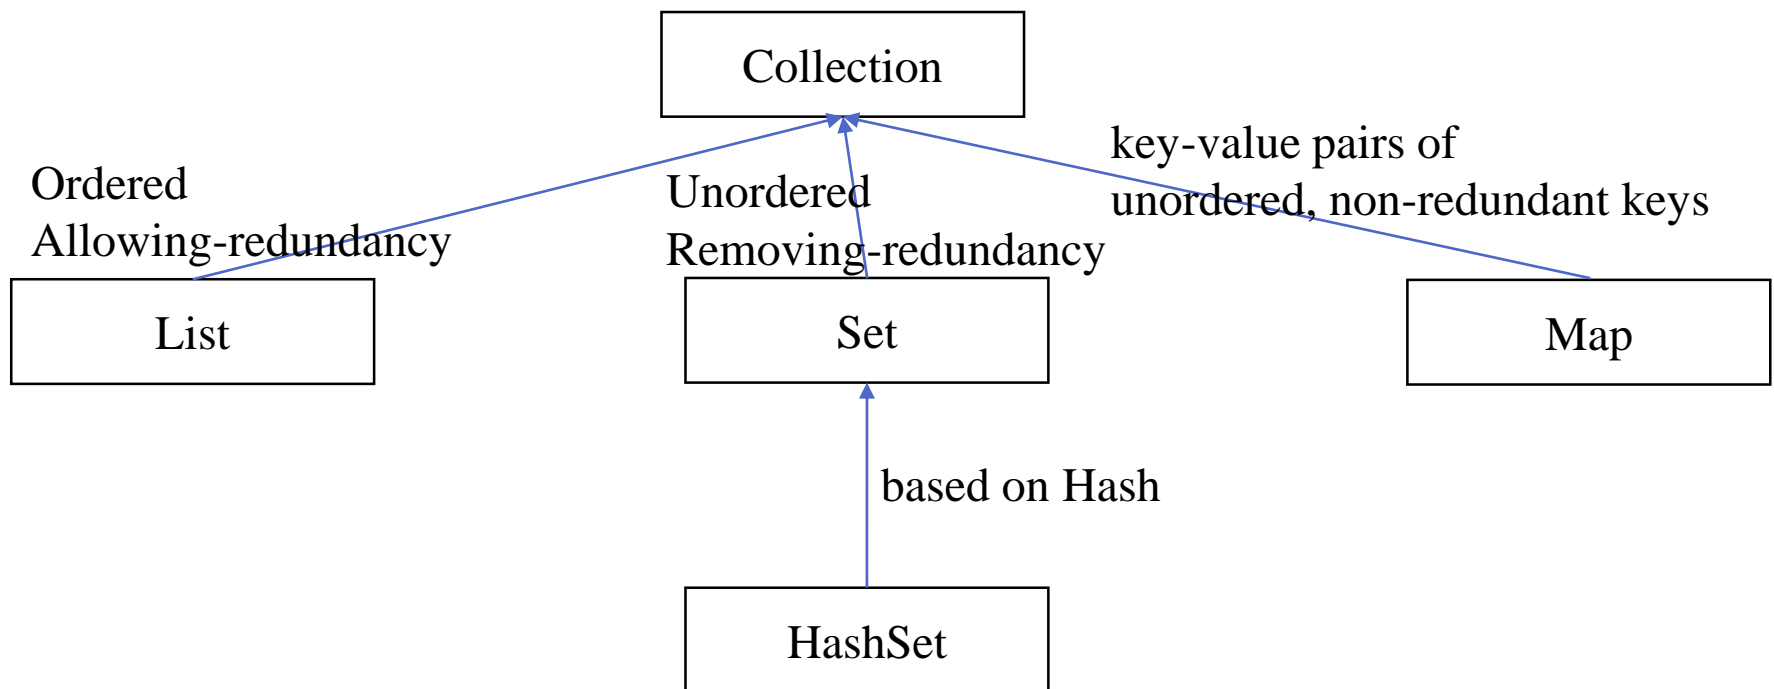 Collection
key-value pairs of
unordered, non-redundant keys
Ordered
Allowing-redundancy
Unordered
Removing-redundancy
List
Set
Map
based on Hash
HashSet